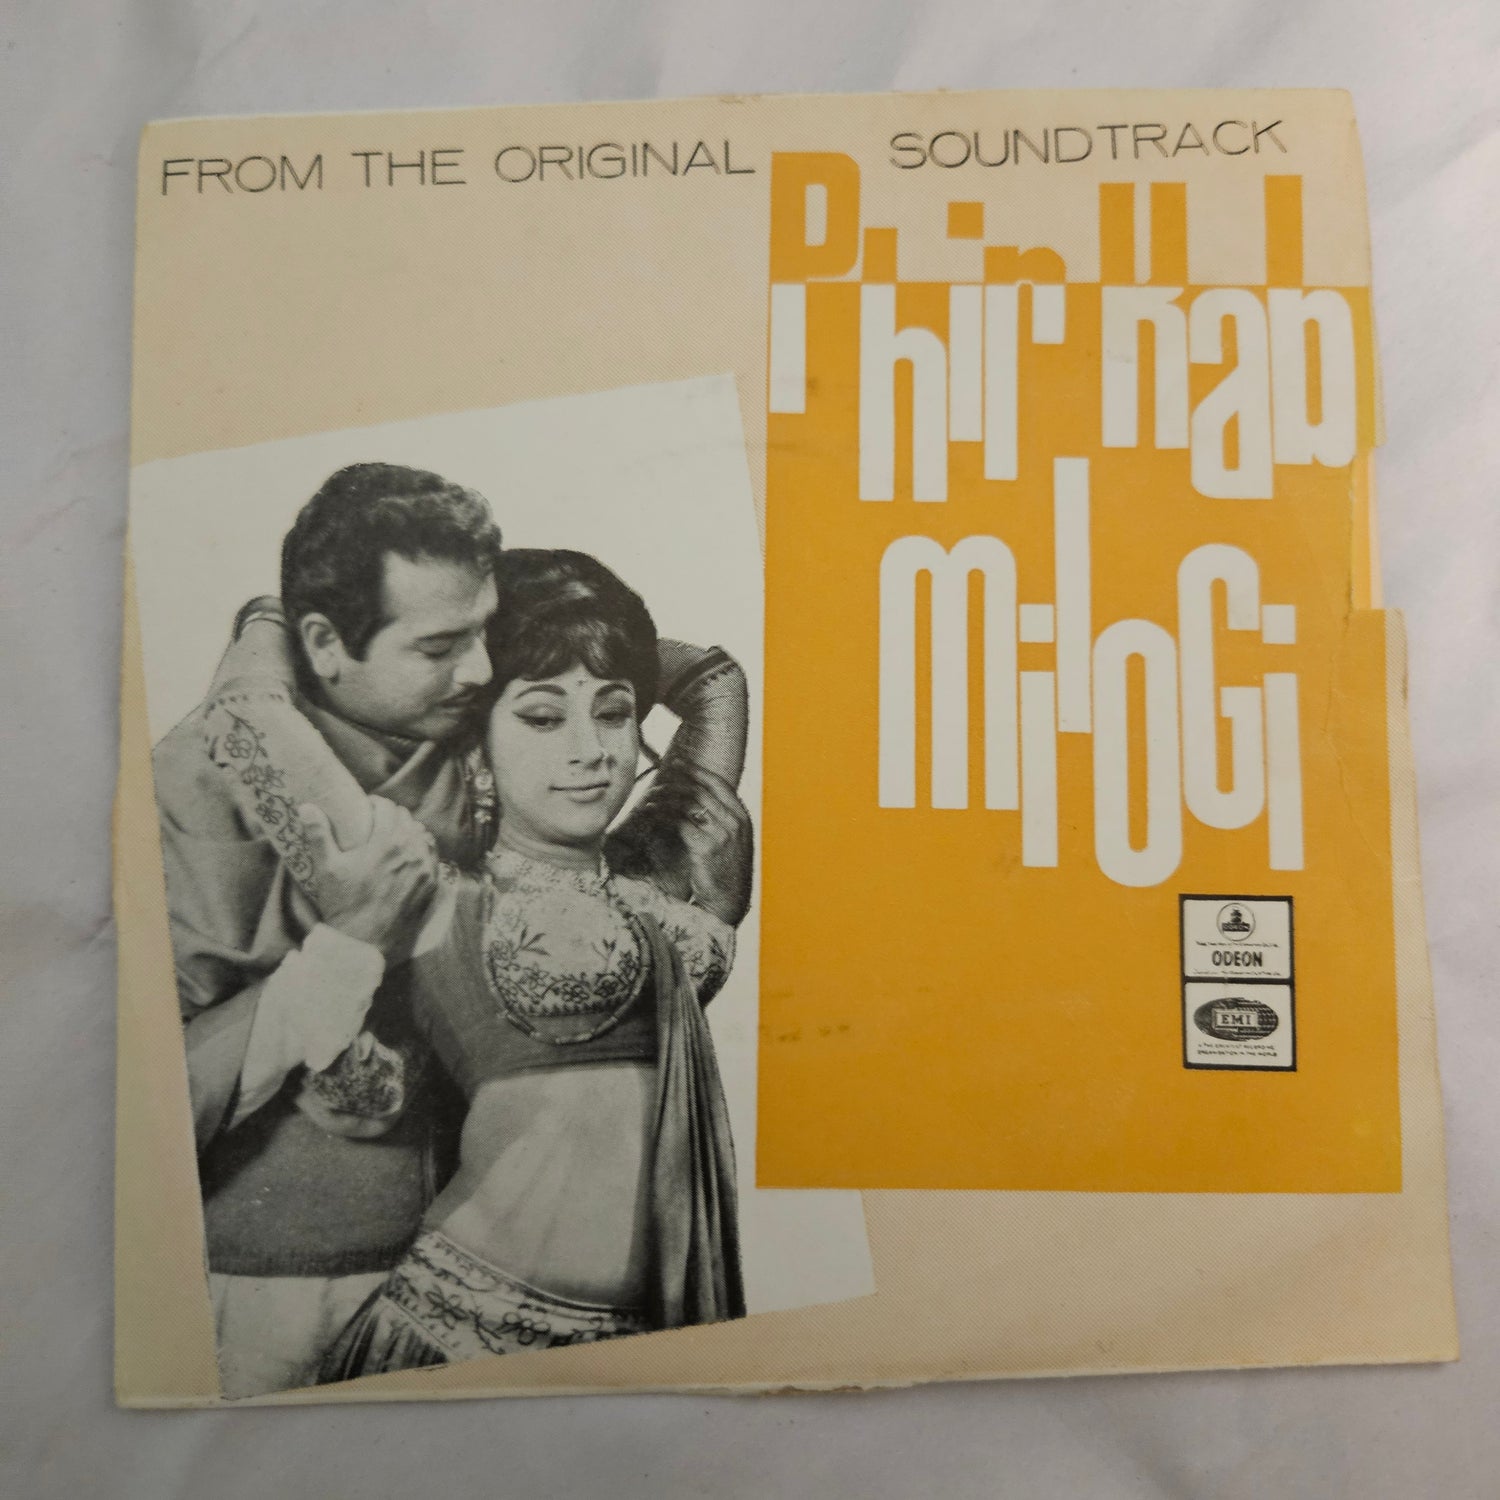 FROM THE ORIGINAL SOUNDTRACK
Phir Kab
miloGi
ODEON
EMI